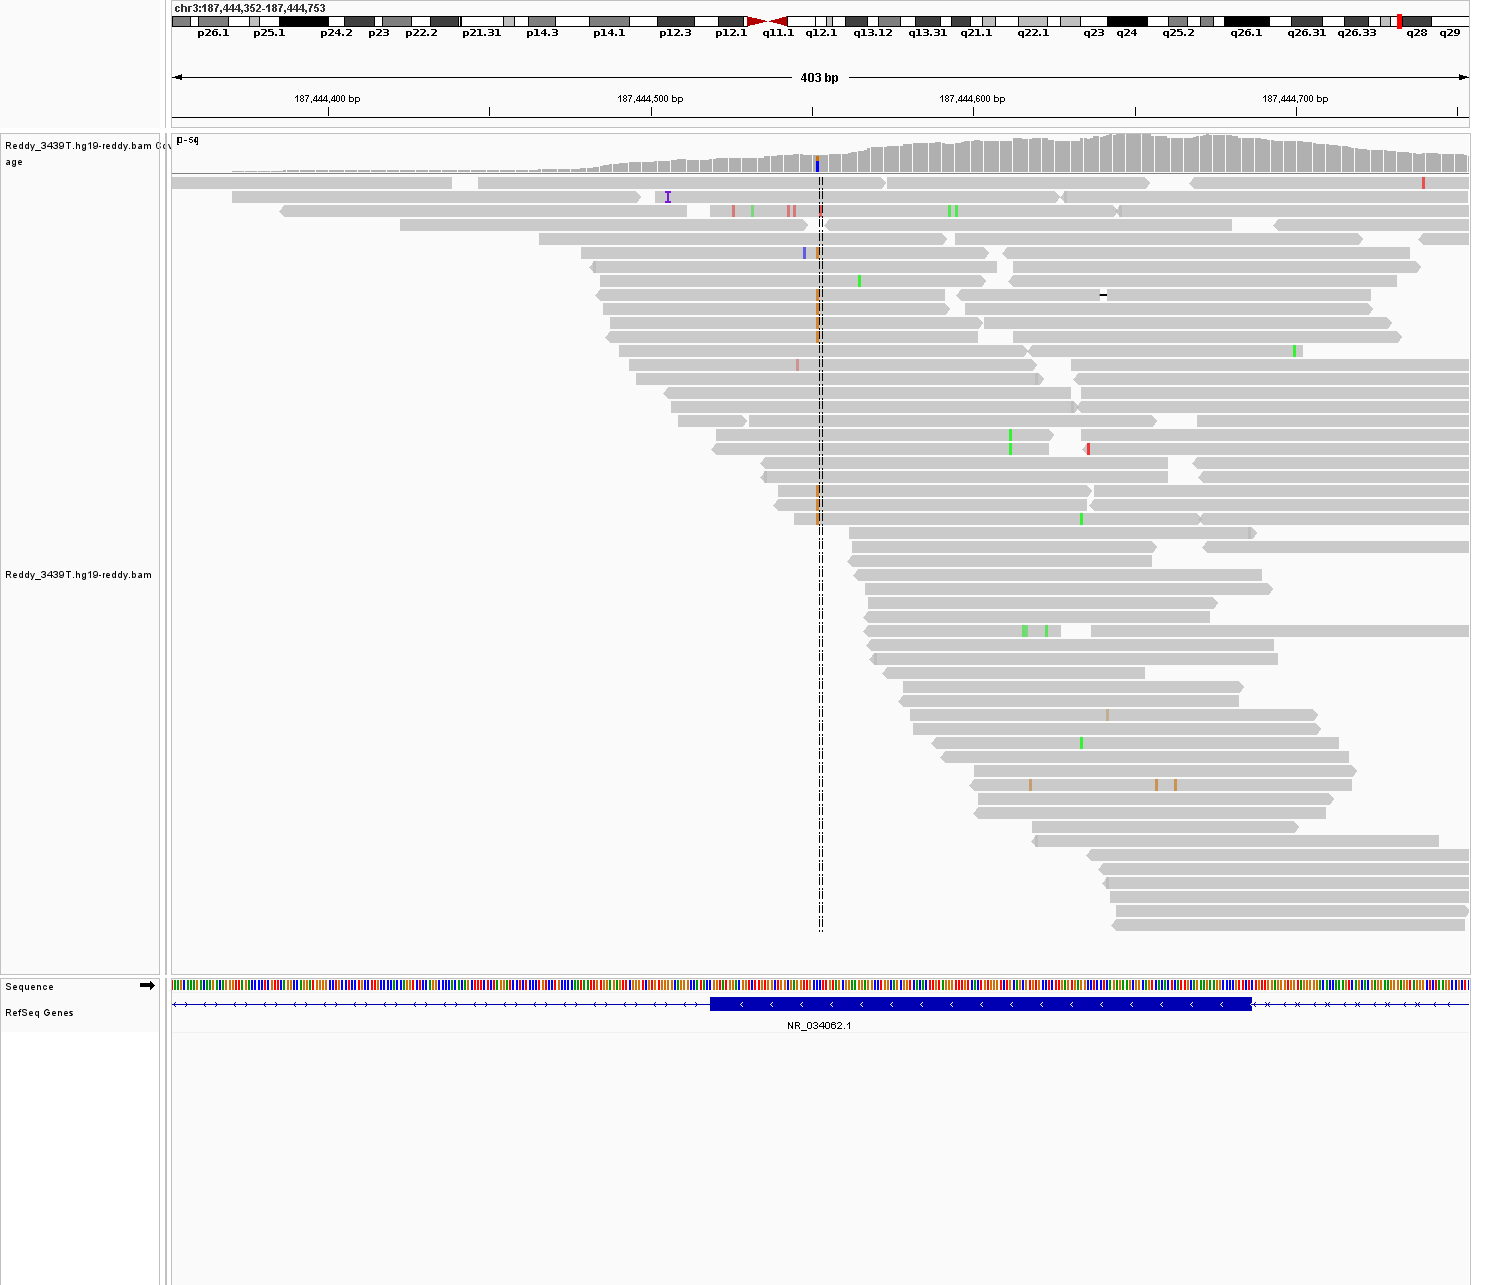 chr3:187,444,352-187,444,753
p26.1 p25.1 p24.2 p23 p22.2 p21.31 p14.3 p14.1 p12.3 p12.1 q11.1 q12.1 q13.12 q13.31 q21.1 q22.1 q23 q24 q25.2 q26.1 q26.31 q26.33 q28 q29
403 bp
187,444,400 bp 187,444,500 bp 187,444,600 bp 187,444,700 bp
Reddy_3439T.hg19-reddy.bam Cov
age
Reddy_3439T.hg19-reddy.bam
Sequence
RefSeq Genes
NR_034062.1